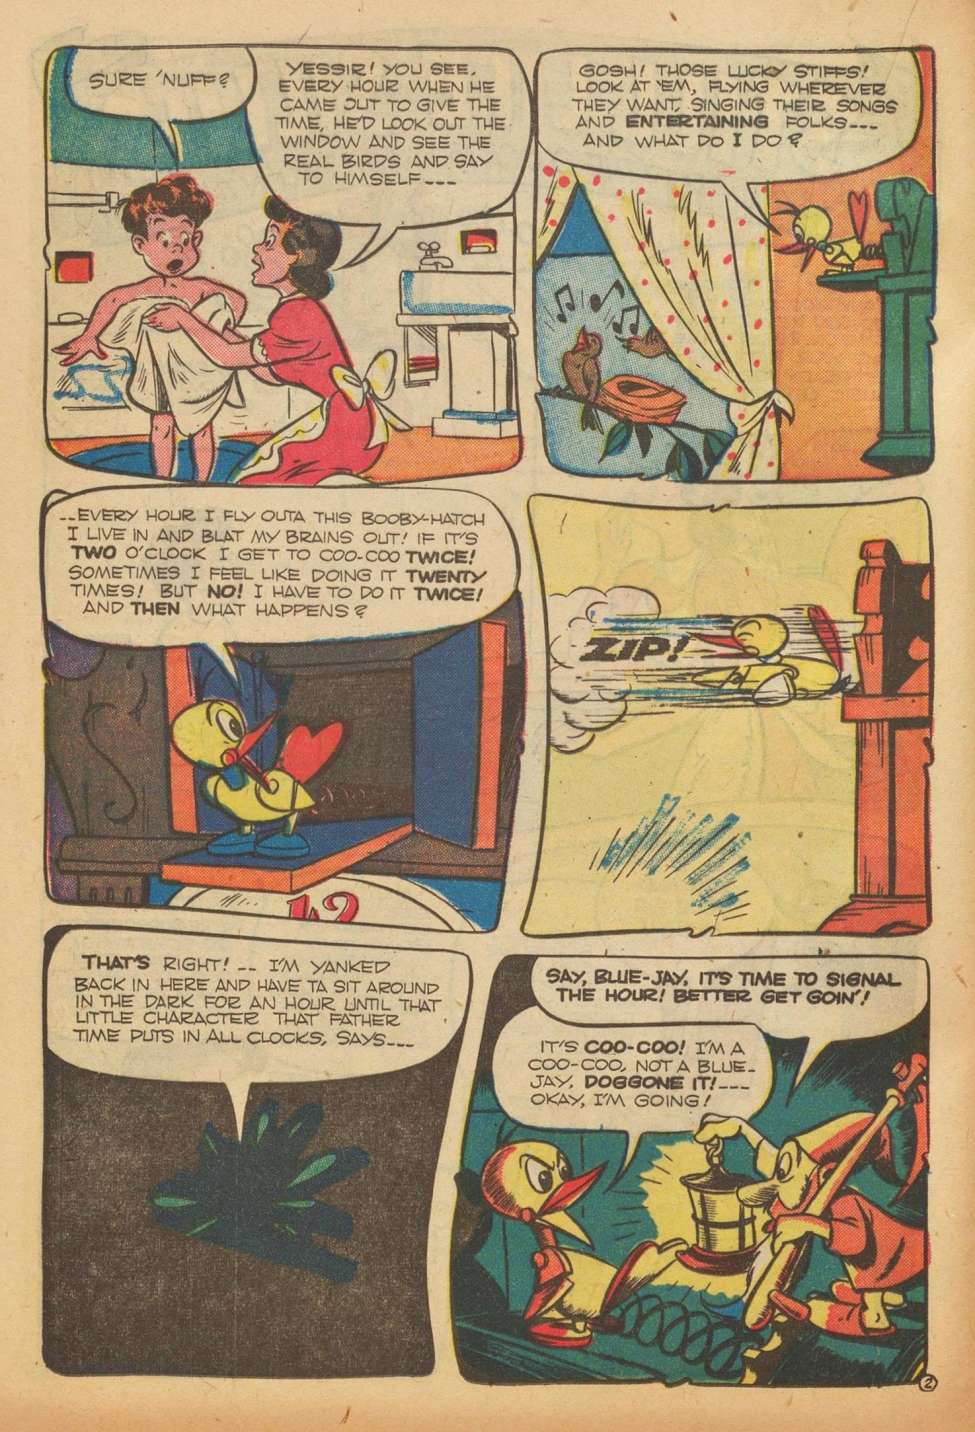 SURE 'NUFF?
YESSIR! YOU SEE,
EVERY HOUR WHEN HE
CAME OUT TO GIVE THE
TIME, HE'D LOOK OUT THE
WINDOW AND SEE THE
REAL BIRDS AND SAY
TO HIMSELF---
GOSH! THOSE LUCKY STIFFS!
LOOK AT 'EM, FLYING WHEREVER
THEY WANT, SINGING THEIR SONGS
AND ENTERTAINING FOLKS---
AND WHAT DO I DO?
--EVERY HOUR I FLY OUTA THIS BOOBY-HATCH
I LIVE IN AND BLAT MY BRAINS OUT! IF IT'S
TWO O'CLOCK I GET TO COO-COO TWICE!
SOMETIMES I FEEL LIKE DOING IT TWENTY
TIMES! BUT NO! I HAVE TO DO IT TWICE!
AND THEN WHAT HAPPENS?
12
ZIP!
THAT'S RIGHT! -- I'M YANKED
BACK IN HERE AND HAVE TA SIT AROUND
IN THE DARK FOR AN HOUR UNTIL THAT
LITTLE CHARACTER THAT FATHER
TIME PUTS IN ALL CLOCKS, SAYS---
SAY, BLUE-JAY, IT'S TIME TO SIGNAL
THE HOUR! BETTER GET GOIN'!
IT'S COO-COO! I'M A
COO-COO, NOT A BLUE-
JAY, DOGGONE IT!---
OKAY, I'M GOING!
2